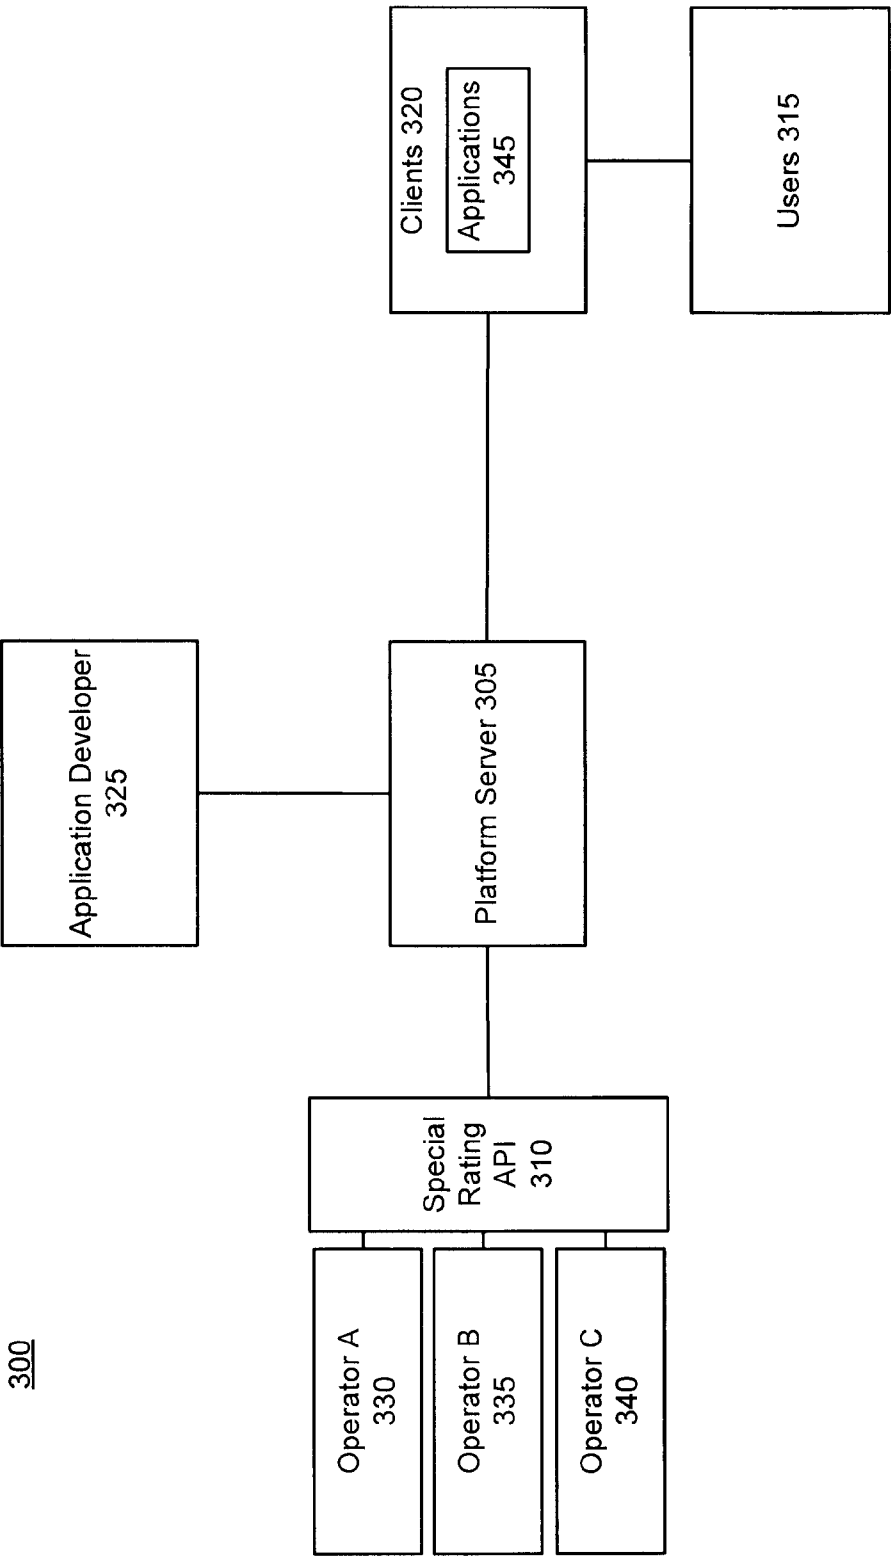 300
Application Developer
325
Operator A
330
Operator B
335
Operator C
340
Special
Rating
API
310
Platform Server 305
Clients 320
Applications
345
Users 315